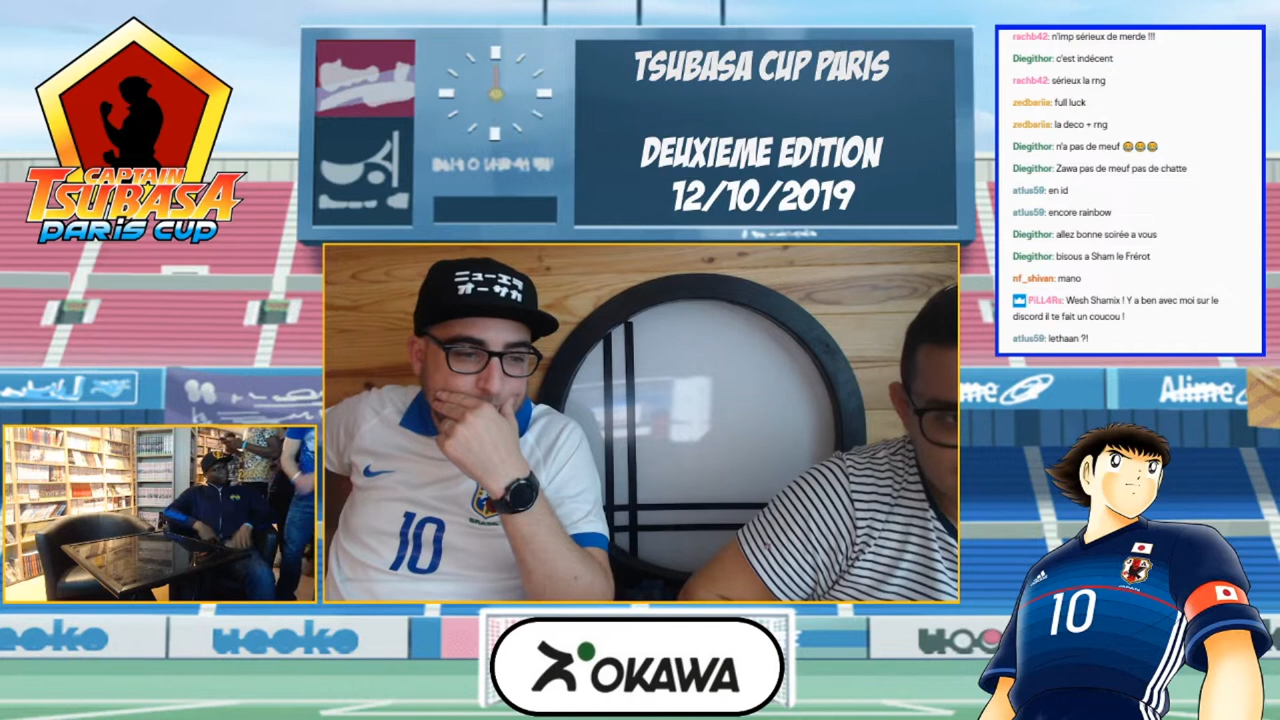 CAPTAIN
TSUBASA
PARIS CUP
TSUBASA CUP PARIS
DEUXIEME EDITION
12/10/2019
rachb42: n'imp sérieux de merde !!!
Diegithor: c'est indécent
rachb42: sérieux la rng
zedbariia: full luck
zedbariia: la deco + rng
Diegithor: n'a pas de meuf 😂😂😂
Diegithor: Zawa pas de meuf pas de chatte
atlus59: en id
atlus59: encore rainbow
Diegithor: allez bonne soirée a vous
Diegithor: bisous a Sham le Frérot
nf_shivan: mano
PiLL4Rs: Wesh Shamix ! Y a ben avec moi sur le
discord il te fait un coucou !
atlus59: lethaan ?!
ニューエラ
オーサカ
10
10
OKAWA